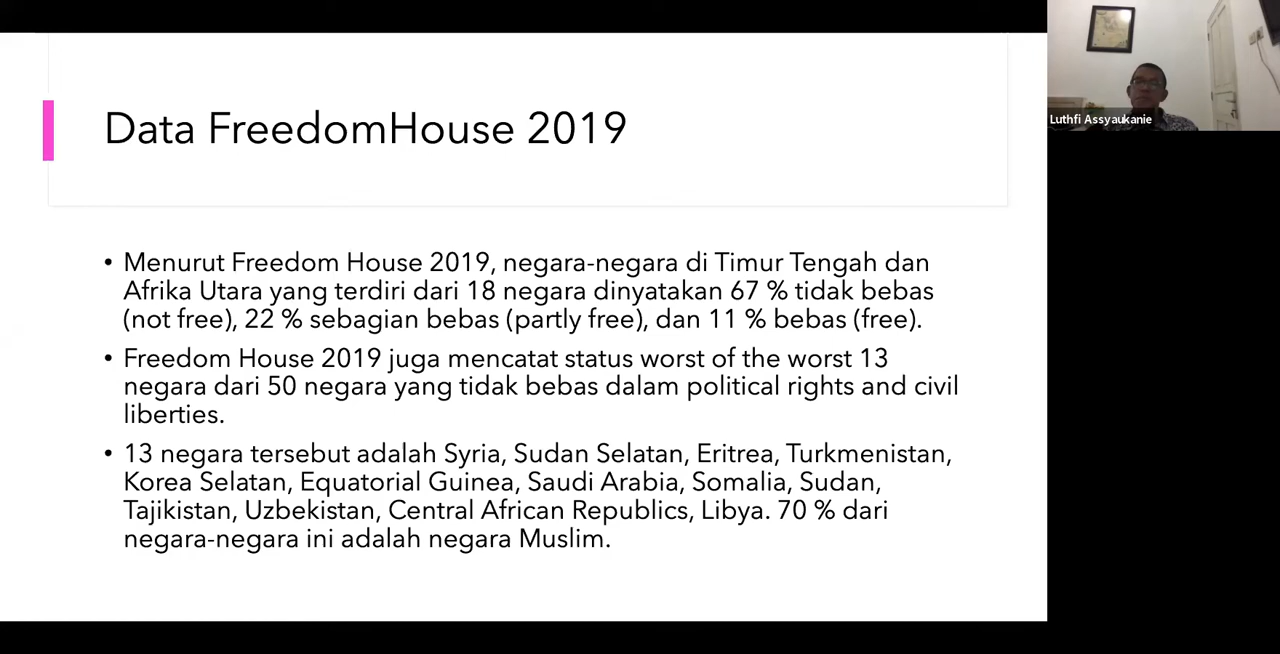 Data FreedomHouse 2019
Luthfi Assyaukanie
• Menurut Freedom House 2019, negara-negara di Timur Tengah dan
Afrika Utara yang terdiri dari 18 negara dinyatakan 67 % tidak bebas
(not free), 22 % sebagian bebas (partly free), dan 11 % bebas (free).
• Freedom House 2019 juga mencatat status worst of the worst 13
negara dari 50 negara yang tidak bebas dalam political rights and civil
liberties.
• 13 negara tersebut adalah Syria, Sudan Selatan, Eritrea, Turkmenistan,
Korea Selatan, Equatorial Guinea, Saudi Arabia, Somalia, Sudan,
Tajikistan, Uzbekistan, Central African Republics, Libya. 70 % dari
negara-negara ini adalah negara Muslim.